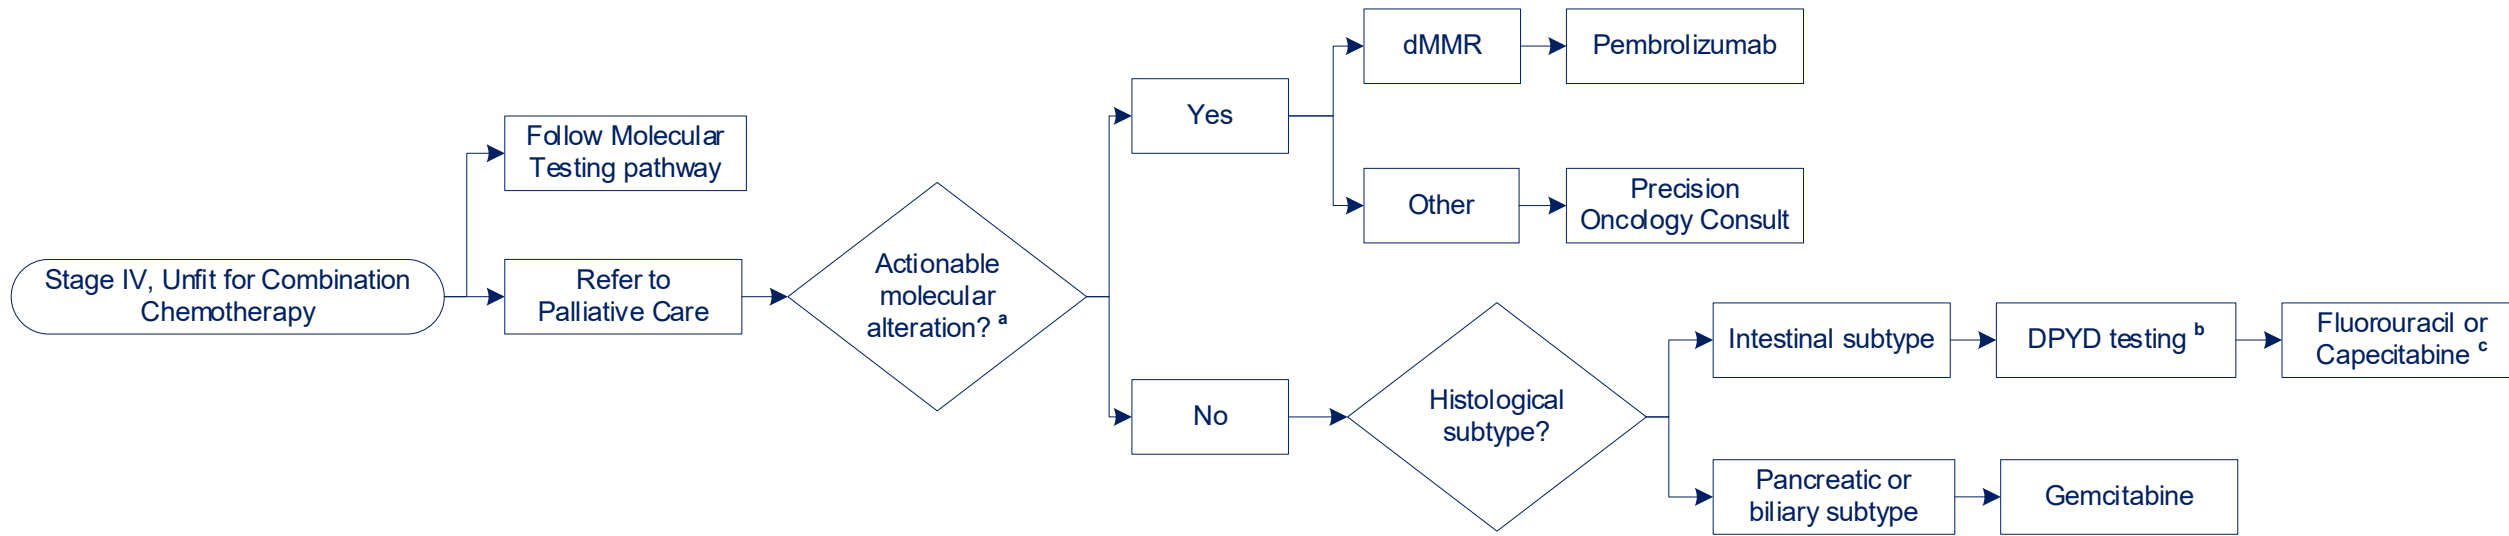 Stage IV, Unfit for Combination
Chemotherapy
Follow Molecular
Testing pathway
Refer to
Palliative Care
Actionable
molecular
alteration? a
Yes
dMMR
Pembrolizumab
Other
Precision
Oncology Consult
No
Histological
subtype?
Intestinal subtype
DPYD testing b
Fluorouracil or
Capecitabine c
Pancreatic or
biliary subtype
Gemcitabine